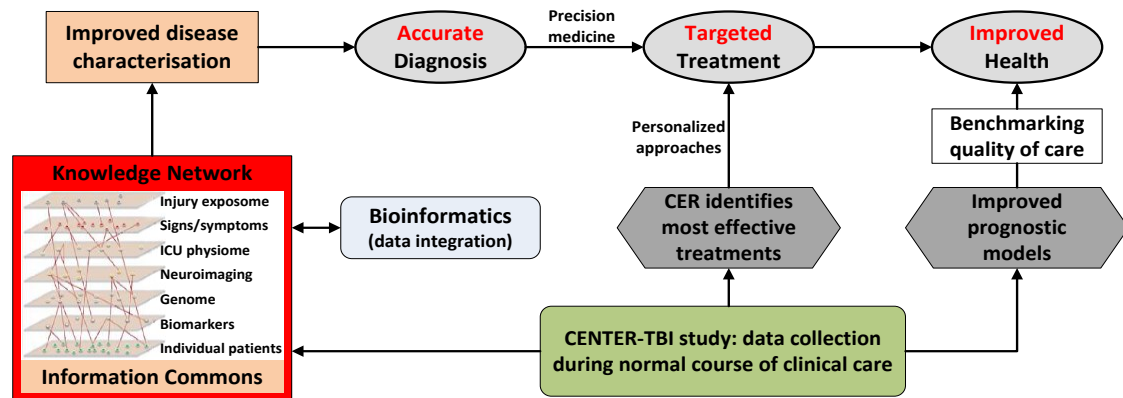 Improved disease
characterisation
Accurate
Diagnosis
Precision
medicine
Targeted
Treatment
Improved
Health
Personalized
approaches
Benchmarking
quality of care
Knowledge Network
Injury exposome
Signs/symptoms
ICU physiome
Neuroimaging
Genome
Biomarkers
Individual patients
Information Commons
Bioinformatics
(data integration)
CER identifies
most effective
treatments
Improved
prognostic
models
CENTER-TBI study: data collection
during normal course of clinical care